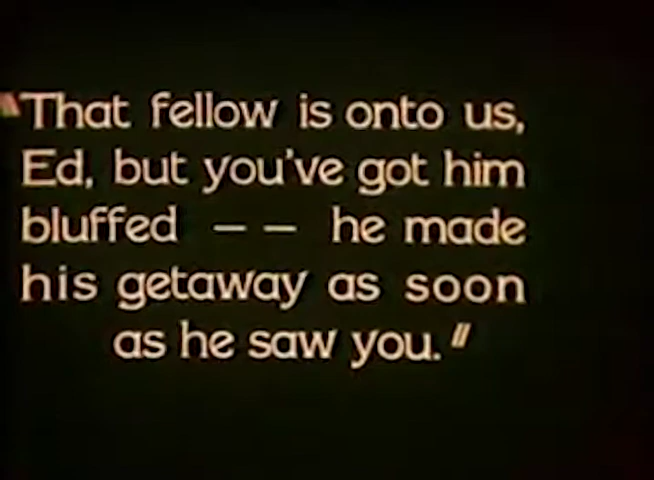 "That fellow is onto us,
Ed, but you've got him
bluffed -- he made
his getaway as soon
as he saw you."